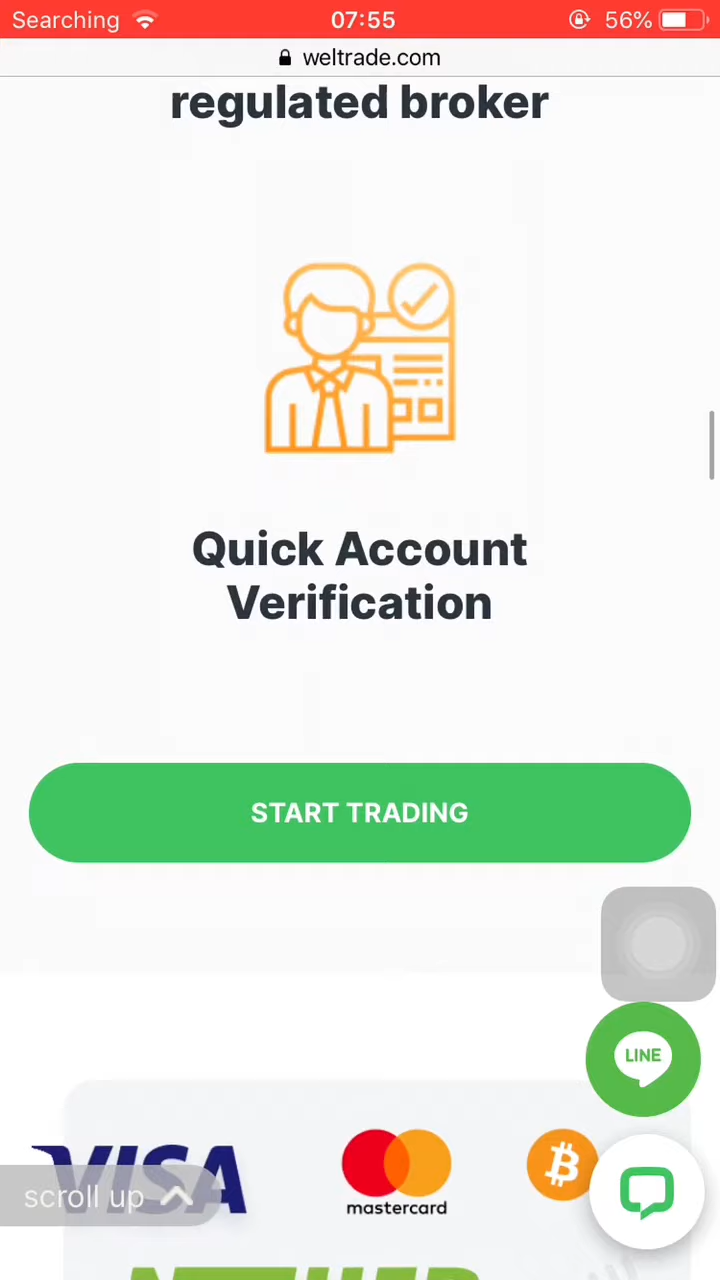 Searching 07:55 56%
weltrade.com
regulated broker
Quick Account
Verification
START TRADING
LINE
VISA
mastercard
scroll up